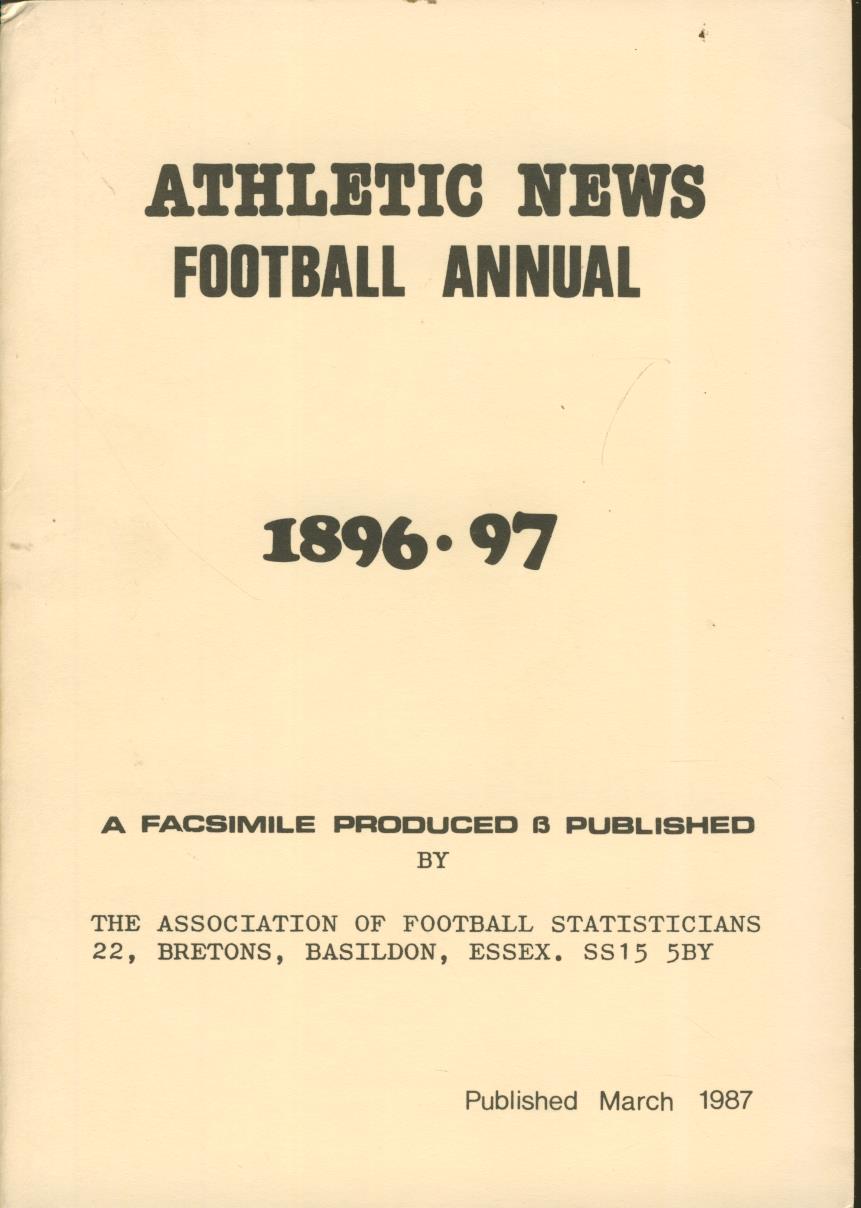 ATHLETIC NEWS
FOOTBALL ANNUAL
1896·97
A FACSIMILE PRODUCED & PUBLISHED
BY
THE ASSOCIATION OF FOOTBALL STATISTICIANS
22, BRETONS, BASILDON, ESSEX. SS15 5BY
Published March 1987